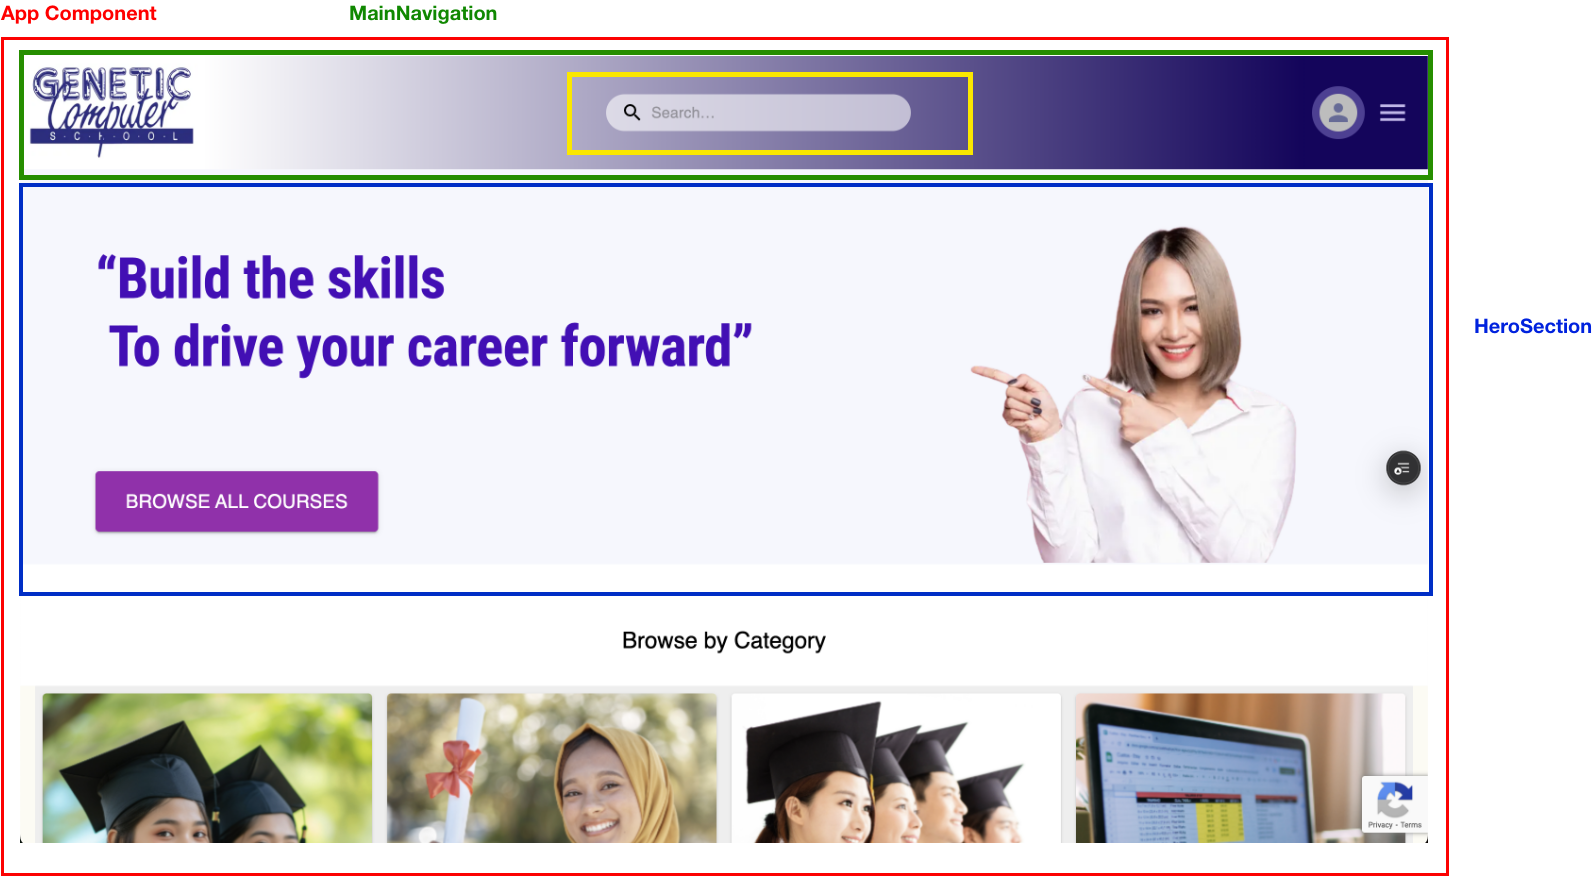 App Component
MainNavigation
GENETIC
Computer
S·C·H·O·O·L
Search...
“Build the skills
To drive your career forward”
HeroSection
BROWSE ALL COURSES
Browse by Category
Privacy - Terms